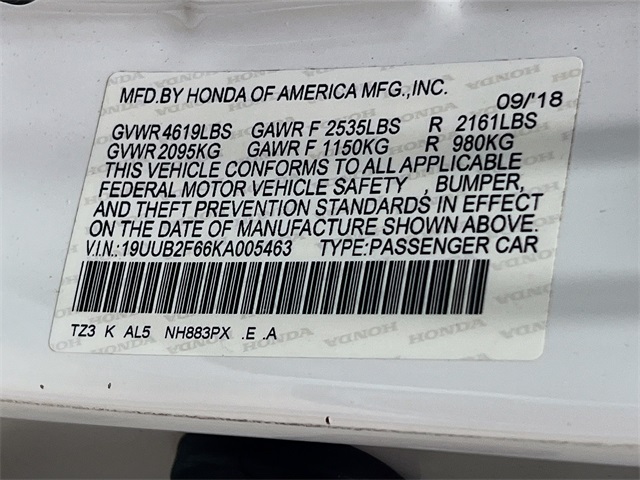 MFD.BY HONDA OF AMERICA MFG.,INC. 09/'18
GVWR 4619LBS GAWR F 2535LBS R 2161LBS
GVWR 2095KG GAWR F 1150KG R 980KG
THIS VEHICLE CONFORMS TO ALL APPLICABLE
FEDERAL MOTOR VEHICLE SAFETY , BUMPER,
AND THEFT PREVENTION STANDARDS IN EFFECT
ON THE DATE OF MANUFACTURE SHOWN ABOVE.
V.I.N.:19UUB2F66KA005463 TYPE:PASSENGER CAR
TZ3 K AL5 NH883PX .E .A